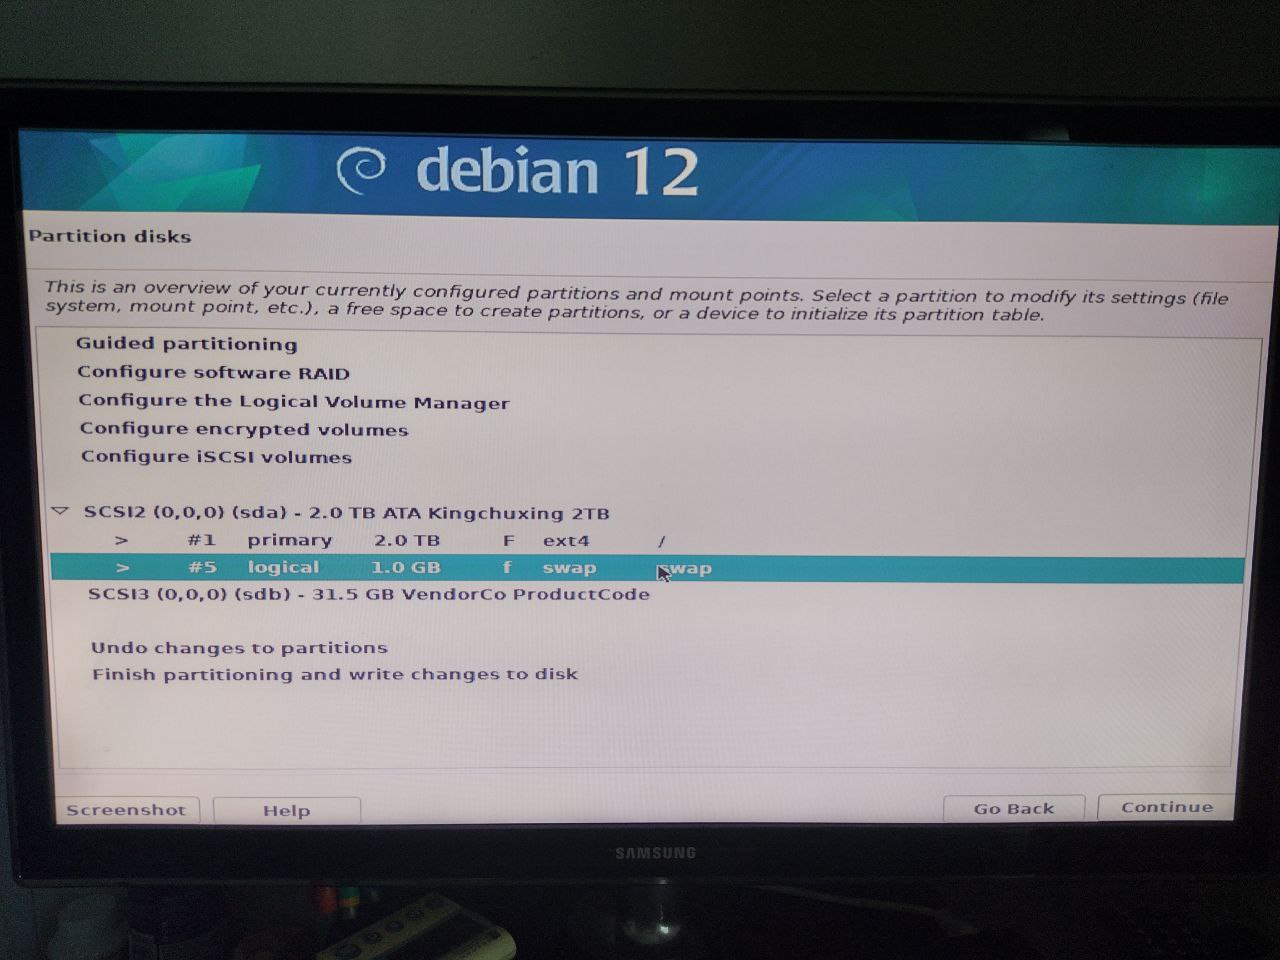 debian 12
Partition disks
This is an overview of your currently configured partitions and mount points. Select a partition to modify its settings (file
system, mount point, etc.), a free space to create partitions, or a device to initialize its partition table.
Guided partitioning
Configure software RAID
Configure the Logical Volume Manager
Configure encrypted volumes
Configure iSCSI volumes
SCSI2 (0,0,0) (sda) - 2.0 TB ATA Kingchuxing 2TB
> #1 primary 2.0 TB F ext4 /
> #5 logical 1.0 GB f swap swap
SCSI3 (0,0,0) (sdb) - 31.5 GB VendorCo ProductCode
Undo changes to partitions
Finish partitioning and write changes to disk
Screenshot Help Go Back Continue
SAMSUNG